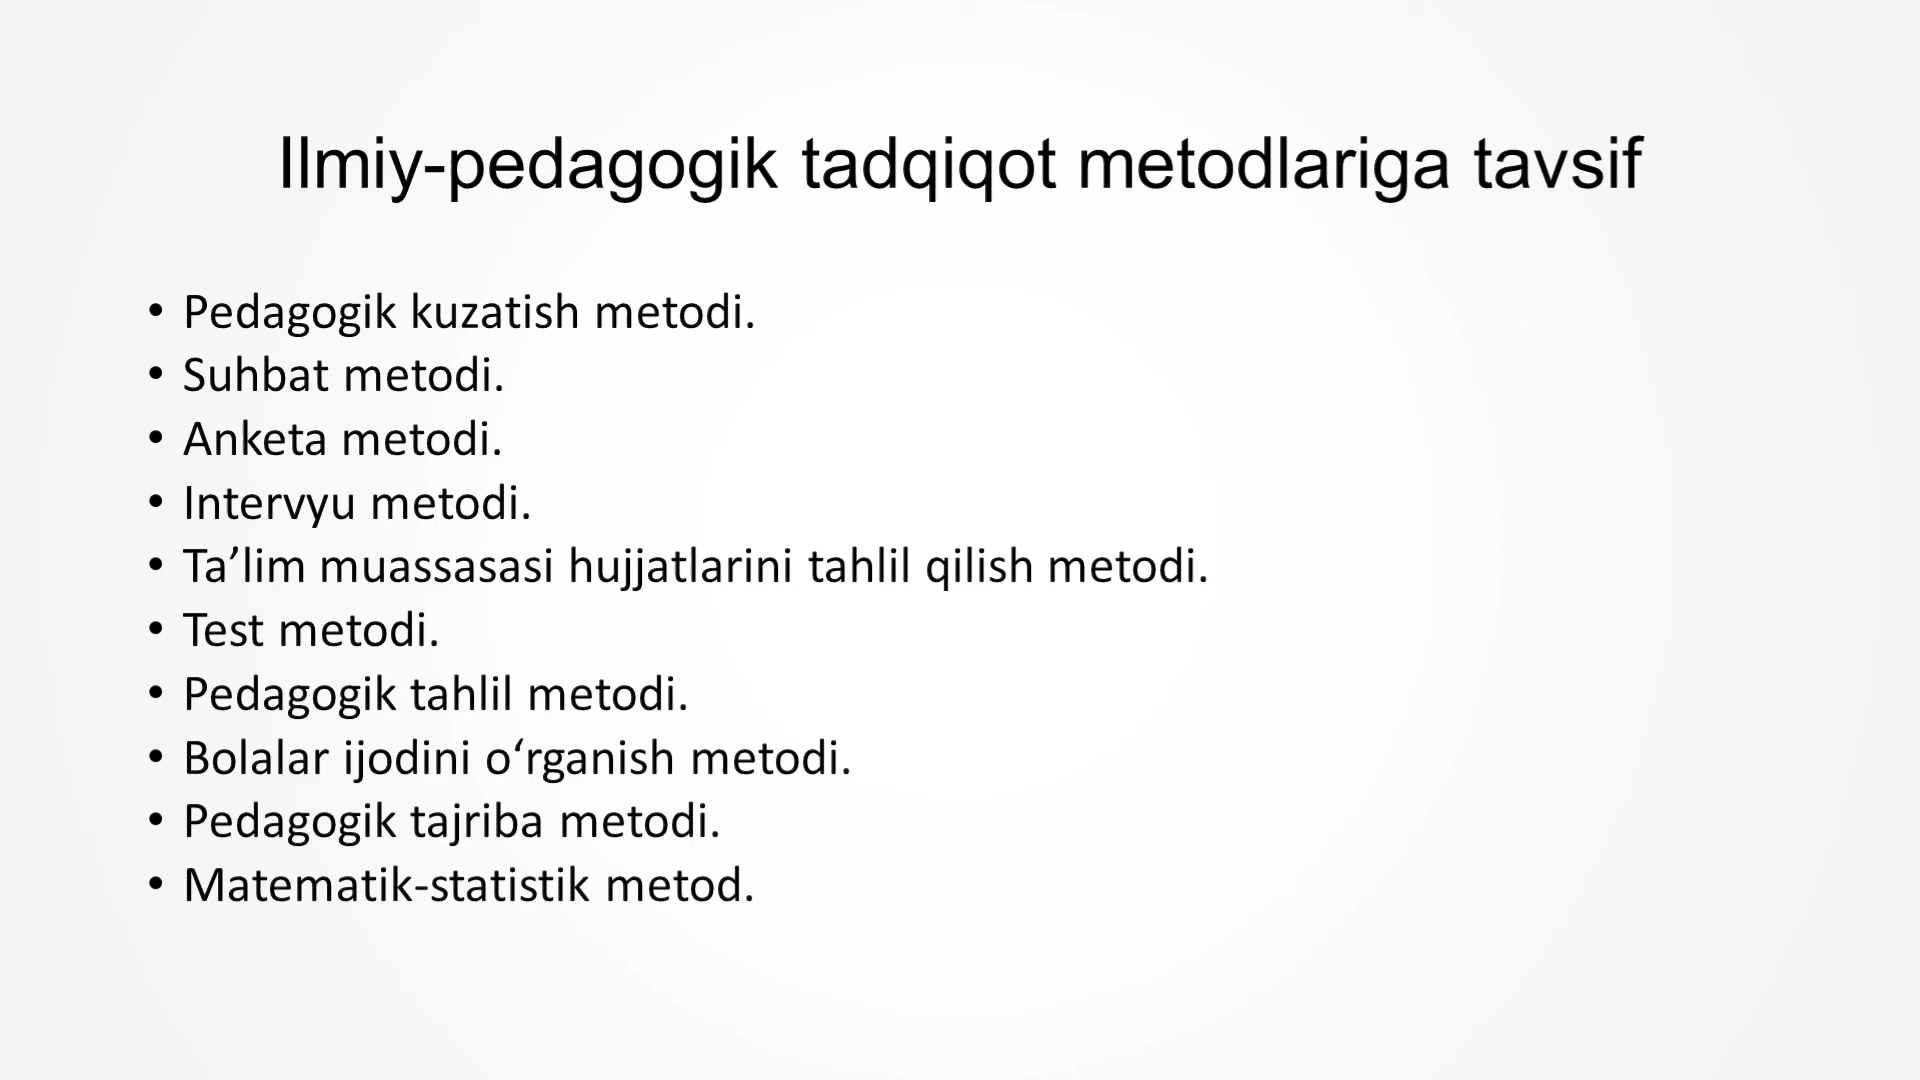 Ilmiy-pedagogik tadqiqot metodlariga tavsif
• Pedagogik kuzatish metodi.
• Suhbat metodi.
• Anketa metodi.
• Intervyu metodi.
• Ta’lim muassasasi hujjatlarini tahlil qilish metodi.
• Test metodi.
• Pedagogik tahlil metodi.
• Bolalar ijodini o‘rganish metodi.
• Pedagogik tajriba metodi.
• Matematik-statistik metod.